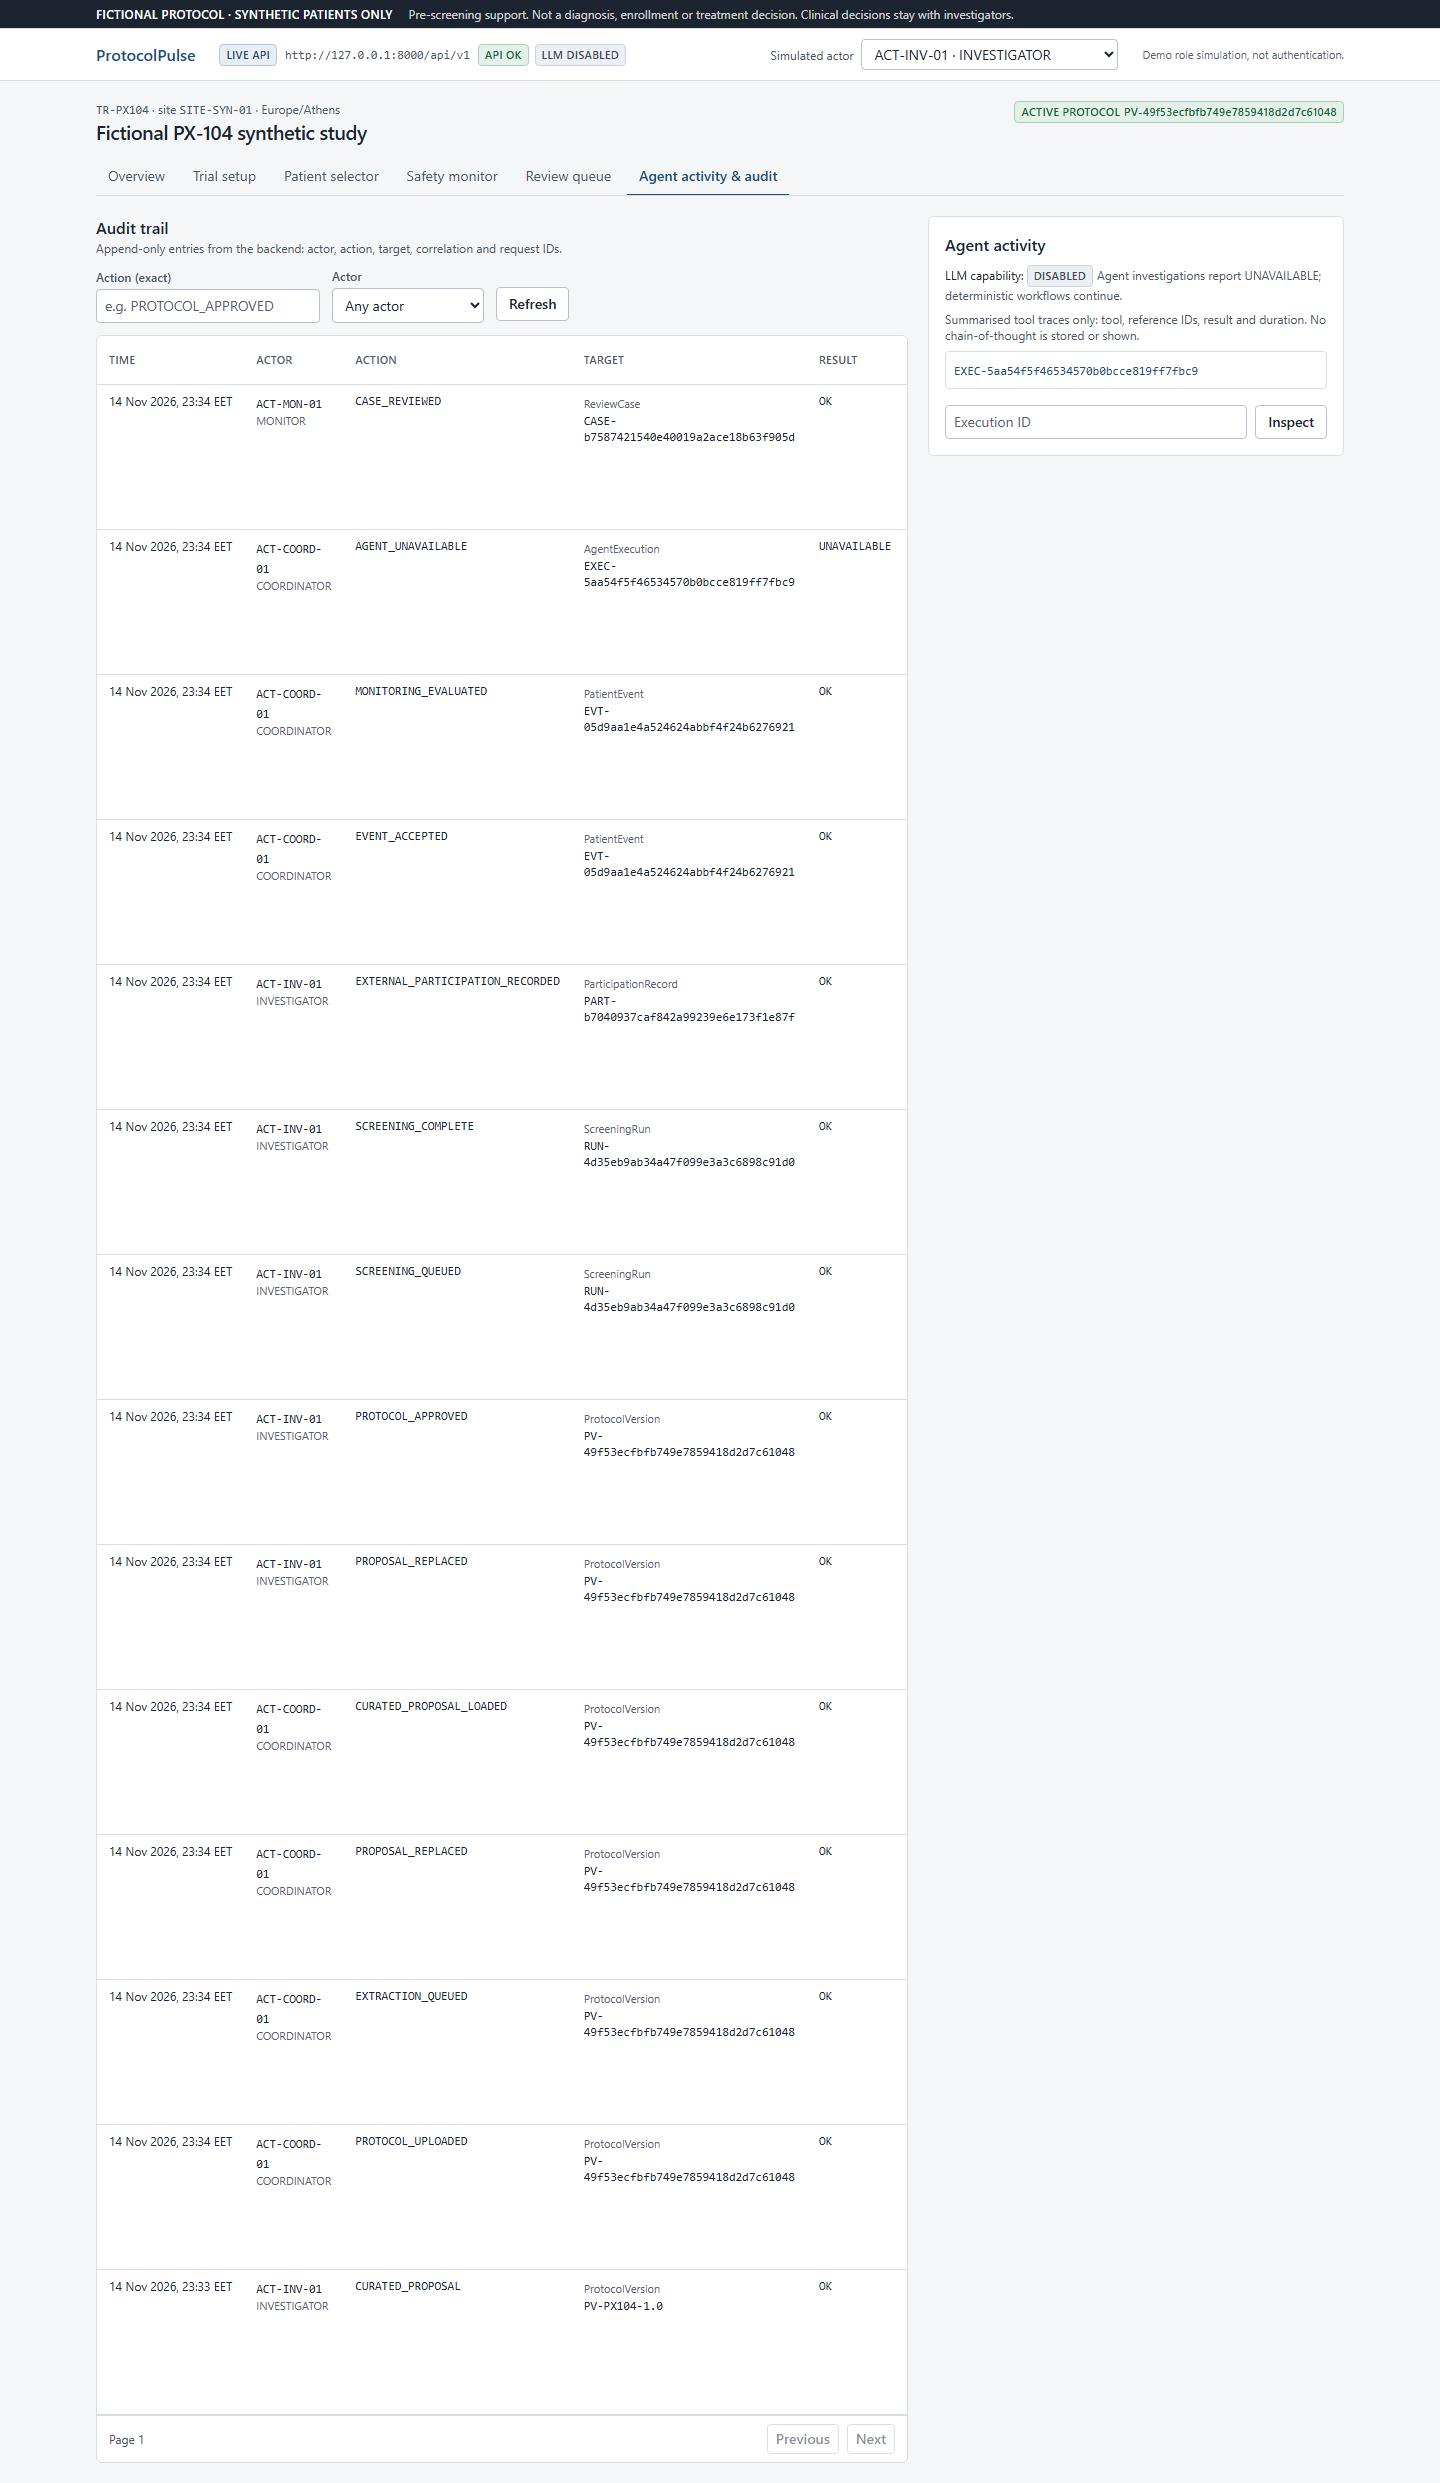 FICTIONAL PROTOCOL · SYNTHETIC PATIENTS ONLY Pre-screening support. Not a diagnosis, enrollment or treatment decision. Clinical decisions stay with investigators.
ProtocolPulse LIVE API http://127.0.0.1:8000/api/v1 API OK LLM DISABLED Simulated actor ACT-INV-01 · INVESTIGATOR Demo role simulation, not authentication.
TR-PX104 · site SITE-SYN-01 · Europe/Athens
ACTIVE PROTOCOL PV-49f53ecfbfb749e7859418d2d7c61048
Fictional PX-104 synthetic study
Overview Trial setup Patient selector Safety monitor Review queue Agent activity & audit
Audit trail
Append-only entries from the backend: actor, action, target, correlation and request IDs.
Action (exact) Actor
e.g. PROTOCOL_APPROVED Any actor Refresh
TIME ACTOR ACTION TARGET RESULT
14 Nov 2026, 23:34 EET ACT-MON-01 CASE_REVIEWED ReviewCase OK
MONITOR CASE-
b7587421540e40019a2ace18b63f905d
14 Nov 2026, 23:34 EET ACT-COORD- AGENT_UNAVAILABLE AgentExecution UNAVAILABLE
01 EXEC-
COORDINATOR 5aa54f5f46534570b0bcce819ff7fbc9
14 Nov 2026, 23:34 EET ACT-COORD- MONITORING_EVALUATED PatientEvent OK
01 EVT-
COORDINATOR 05d9aa1e4a524624abbf4f24b6276921
14 Nov 2026, 23:34 EET ACT-COORD- EVENT_ACCEPTED PatientEvent OK
01 EVT-
COORDINATOR 05d9aa1e4a524624abbf4f24b6276921
14 Nov 2026, 23:34 EET ACT-INV-01 EXTERNAL_PARTICIPATION_RECORDED ParticipationRecord OK
INVESTIGATOR PART-
b7040937caf842a99239e6e173f1e87f
14 Nov 2026, 23:34 EET ACT-INV-01 SCREENING_COMPLETE ScreeningRun OK
INVESTIGATOR RUN-
4d35eb9ab34a47f099e3a3c6898c91d0
14 Nov 2026, 23:34 EET ACT-INV-01 SCREENING_QUEUED ScreeningRun OK
INVESTIGATOR RUN-
4d35eb9ab34a47f099e3a3c6898c91d0
14 Nov 2026, 23:34 EET ACT-INV-01 PROTOCOL_APPROVED ProtocolVersion OK
INVESTIGATOR PV-
49f53ecfbfb749e7859418d2d7c61048
14 Nov 2026, 23:34 EET ACT-INV-01 PROPOSAL_REPLACED ProtocolVersion OK
INVESTIGATOR PV-
49f53ecfbfb749e7859418d2d7c61048
14 Nov 2026, 23:34 EET ACT-COORD- CURATED_PROPOSAL_LOADED ProtocolVersion OK
01 PV-
COORDINATOR 49f53ecfbfb749e7859418d2d7c61048
14 Nov 2026, 23:34 EET ACT-COORD- PROPOSAL_REPLACED ProtocolVersion OK
01 PV-
COORDINATOR 49f53ecfbfb749e7859418d2d7c61048
14 Nov 2026, 23:34 EET ACT-COORD- EXTRACTION_QUEUED ProtocolVersion OK
01 PV-
COORDINATOR 49f53ecfbfb749e7859418d2d7c61048
14 Nov 2026, 23:34 EET ACT-COORD- PROTOCOL_UPLOADED ProtocolVersion OK
01 PV-
COORDINATOR 49f53ecfbfb749e7859418d2d7c61048
14 Nov 2026, 23:33 EET ACT-INV-01 CURATED_PROPOSAL ProtocolVersion OK
INVESTIGATOR PV-PX104-1.0
Page 1 Previous Next
Agent activity
LLM capability: DISABLED Agent investigations report UNAVAILABLE;
deterministic workflows continue.
Summarised tool traces only: tool, reference IDs, result and duration. No
chain-of-thought is stored or shown.
EXEC-5aa54f5f46534570b0bcce819ff7fbc9
Execution ID Inspect